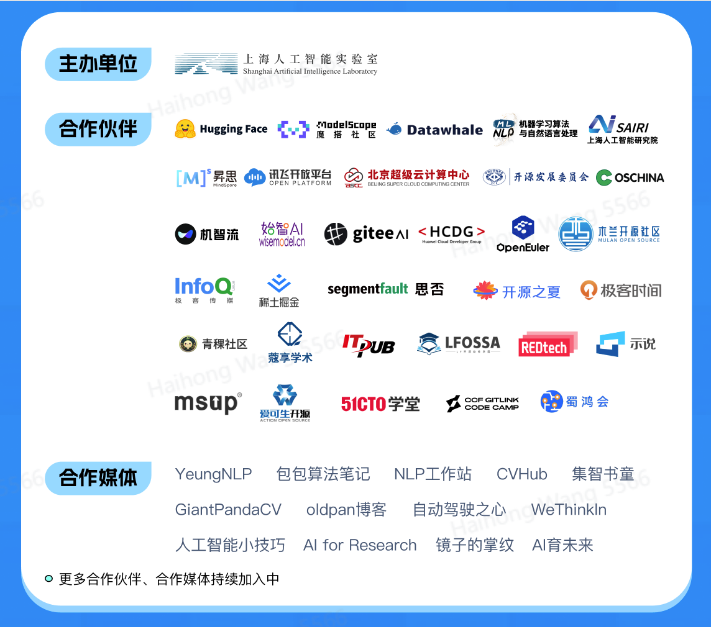 主办单位
上海人工智能实验室
Shanghai Artificial Intelligence Laboratory
合作伙伴
Hugging Face ModelScope 魔搭社区 Datawhale MLNLP 机器学习算法与自然语言处理 AI SAIRI 上海人工智能研究院
[M]s 昇思 MindSpore 讯飞开放平台 OPEN PLATFORM BSCC 北京超级云计算中心 BEIJING SUPER CLOUD COMPUTING CENTER 开源发展委员会 OSCHINA
机智流 始智AI wisemodel.cn gitee AI <HCDG> Huawei Cloud Developer Group OpenEuler 木兰开源社区 MULAN OPEN SOURCE
InfoQ 极客传媒 稀土掘金 segmentfault 思否 开源之夏 极客时间
青稞社区 蔻享学术 ITPUB LFOSSA REDtech 示说
msup® 爱可生开源 ACTION OPEN SOURCE 51CTO学堂 CCF GITLINK CODE CAMP 蜀鸿会
合作媒体
YeungNLP 包包算法笔记 NLP工作站 CVHub 集智书童
GiantPandaCV oldpan博客 自动驾驶之心 WeThinkIn
人工智能小技巧 AI for Research 镜子的掌纹 AI育未来
更多合作伙伴、合作媒体持续加入中
Haihong Wang 5566